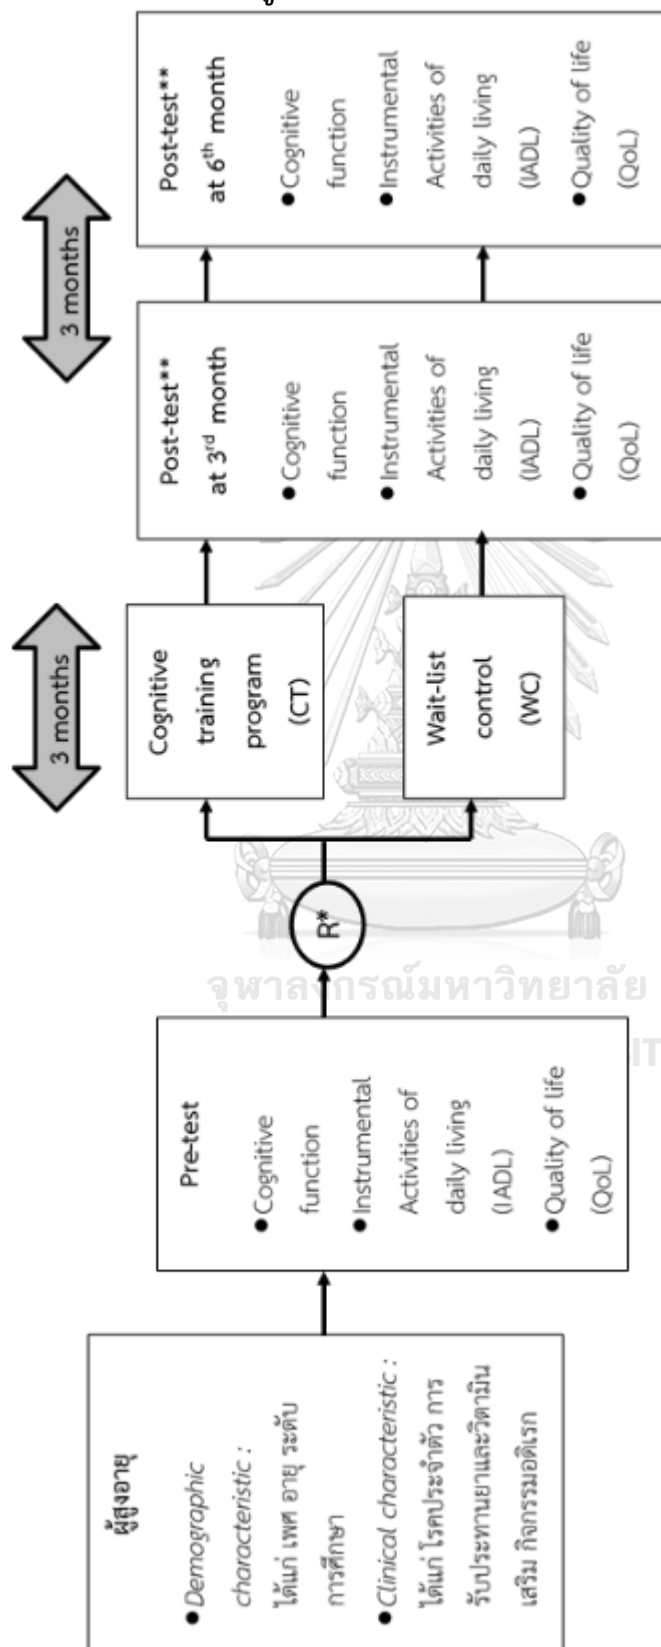 ผู้สูงอายุ
●Demographic
characteristic :
ได้แก่ เพศ อายุ ระดับ
การศึกษา
●Clinical characteristic :
ได้แก่ โรคประจำตัว การ
รับประทานยาและวิตามิน
เสริม กิจกรรมอดิเรก
Pre-test
●Cognitive
function
●Instrumental
Activities of
daily living
(IADL)
●Quality of life
(QoL)
R*
3 months
Cognitive
training
program
(CT)
Wait-list
control
(WC)
Post-test**
at 3rd month
●Cognitive
function
●Instrumental
Activities of
daily living
(IADL)
●Quality of life
(QoL)
3 months
Post-test**
at 6th month
●Cognitive
function
●Instrumental
Activities of
daily living
(IADL)
●Quality of life
(QoL)
จุฬาลงกรณ์มหาวิทยาลัย